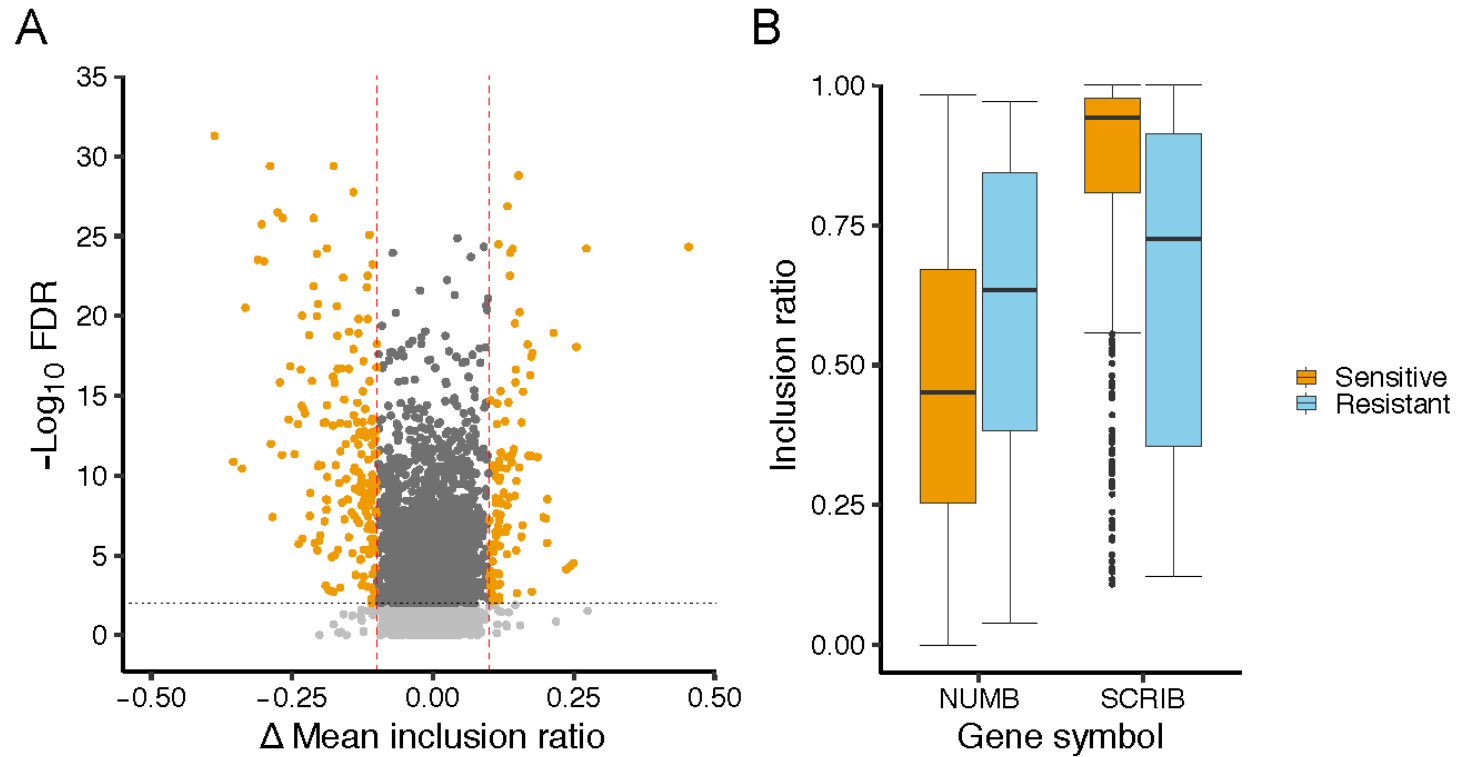 A
B
35
30
25
20
15
10
5
0
-Log10 FDR
−0.50
−0.25
0.00
0.25
0.50
Δ Mean inclusion ratio
1.00
0.75
0.50
0.25
0.00
Inclusion ratio
NUMB
SCRIB
Gene symbol
Sensitive
Resistant